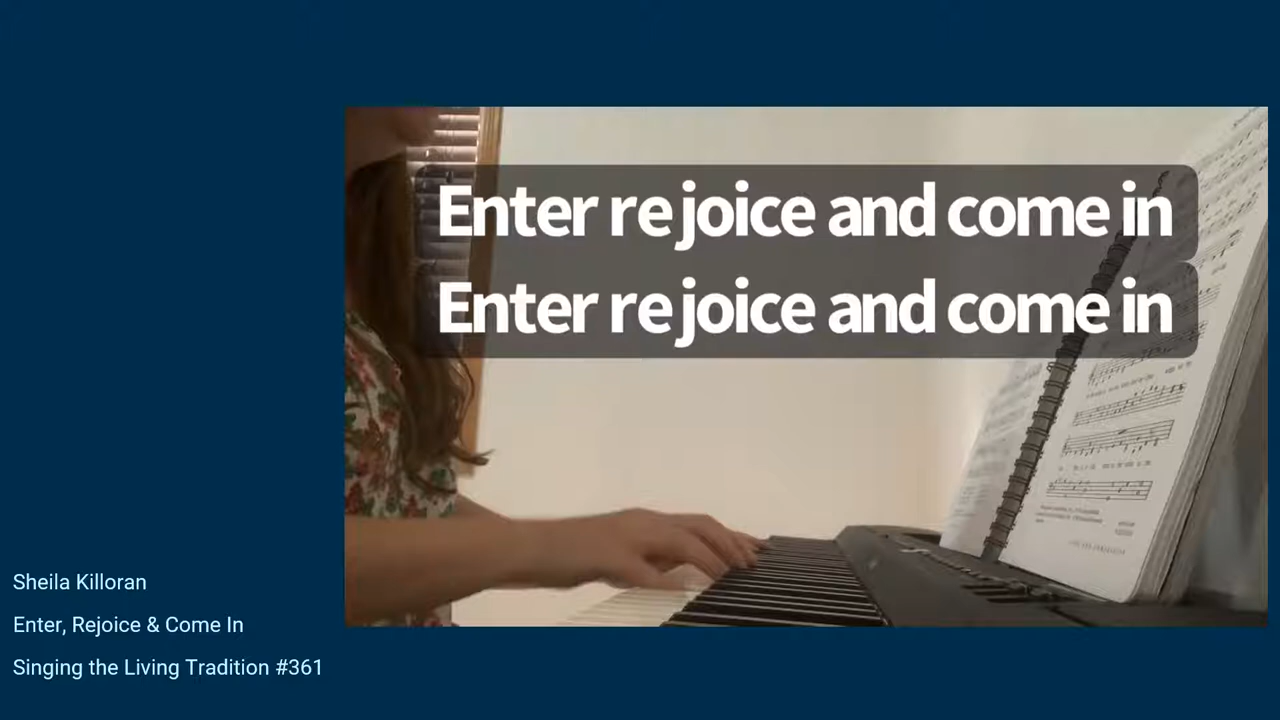 Enter rejoice and come in
Enter rejoice and come in
Sheila Killoran
Enter, Rejoice & Come In
Singing the Living Tradition #361